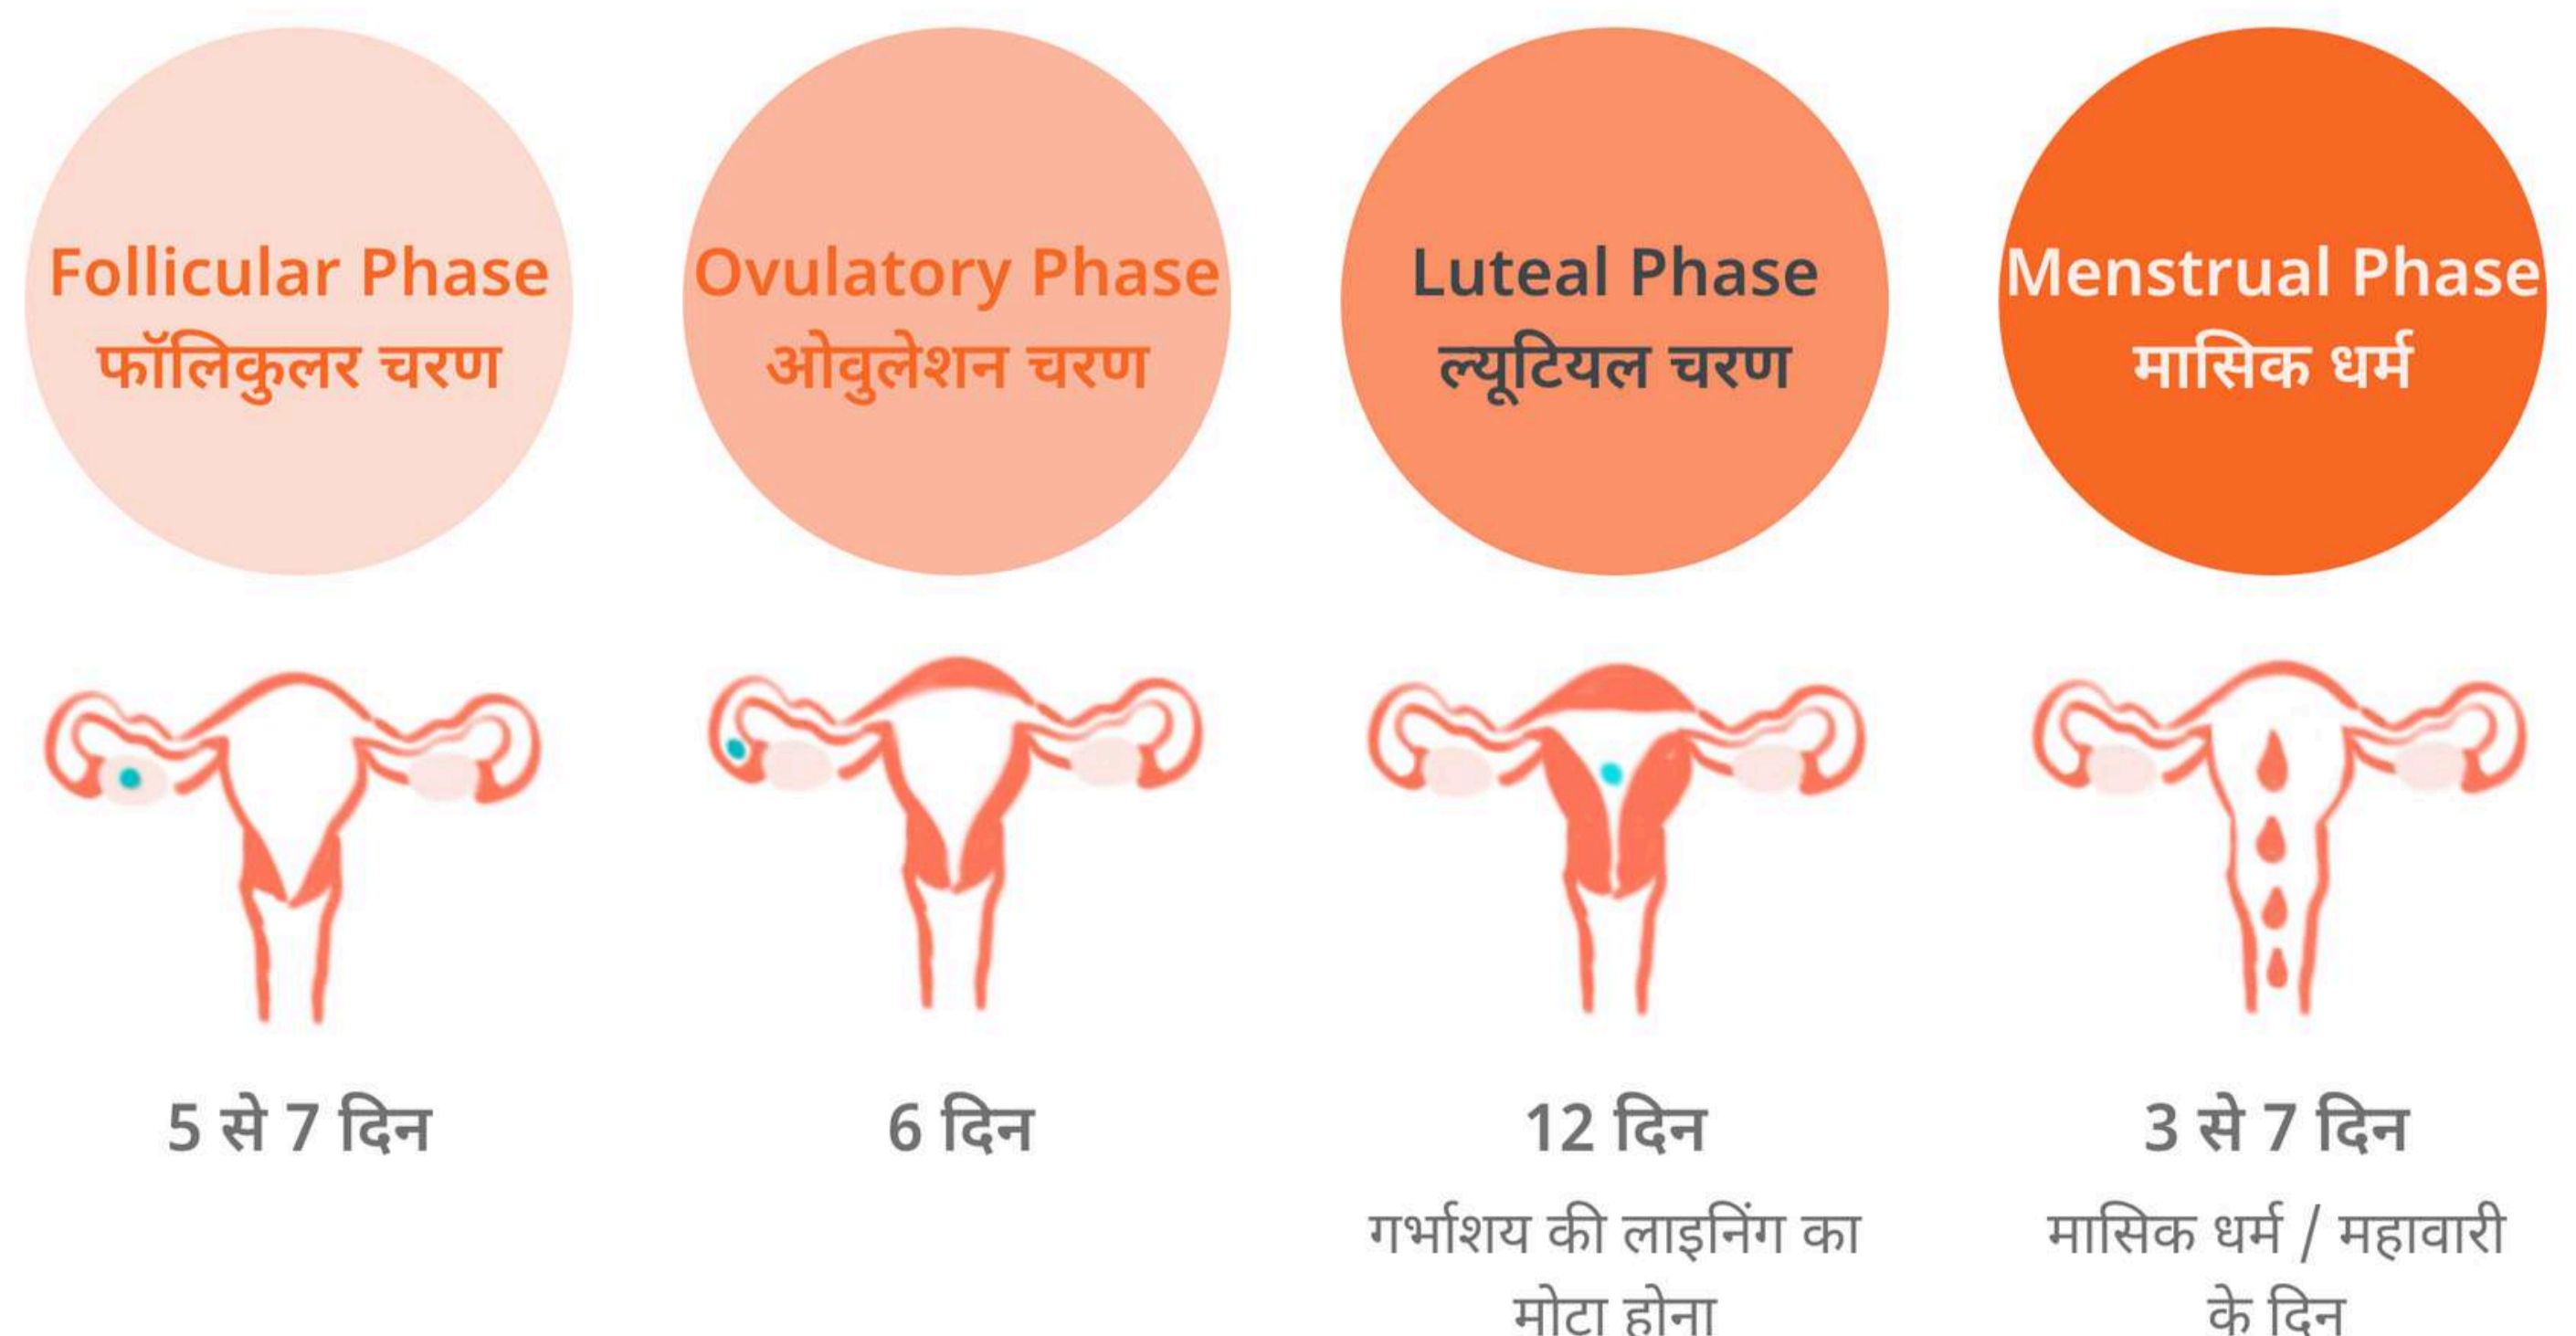 Follicular Phase
फॉलिकुलर चरण
Ovulatory Phase
ओवुलेशन चरण
Luteal Phase
ल्यूटियल चरण
Menstrual Phase
मासिक धर्म
5 से 7 दिन
6 दिन
12 दिन
गर्भाशय की लाइनिंग का
मोटा होना
3 से 7 दिन
मासिक धर्म / महावारी
के दिन